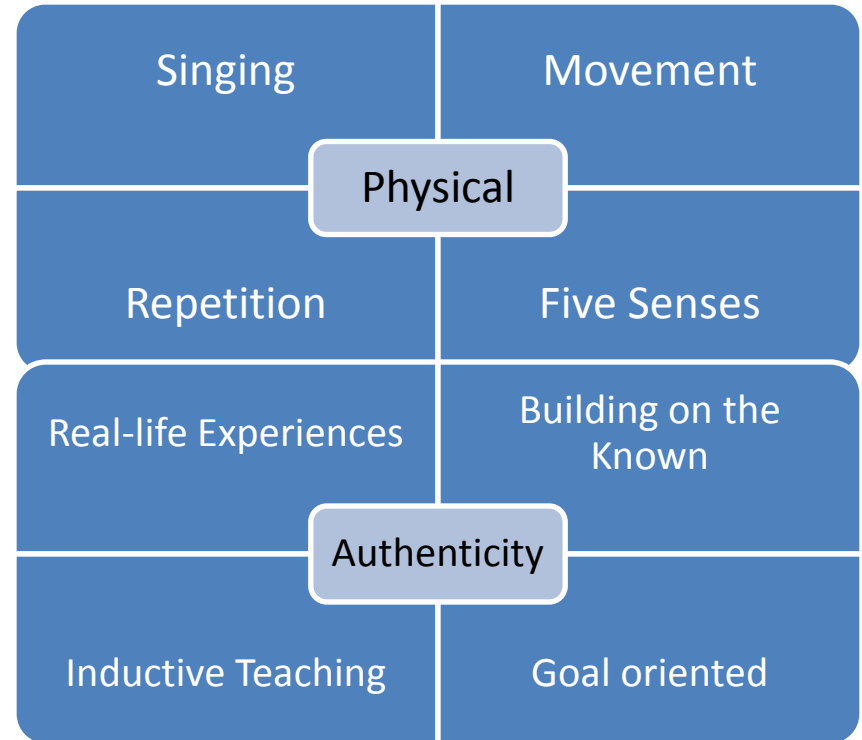 Singing
Movement
Physical
Repetition
Five Senses
Real-life Experiences
Building on the
Known
Authenticity
Inductive Teaching
Goal oriented